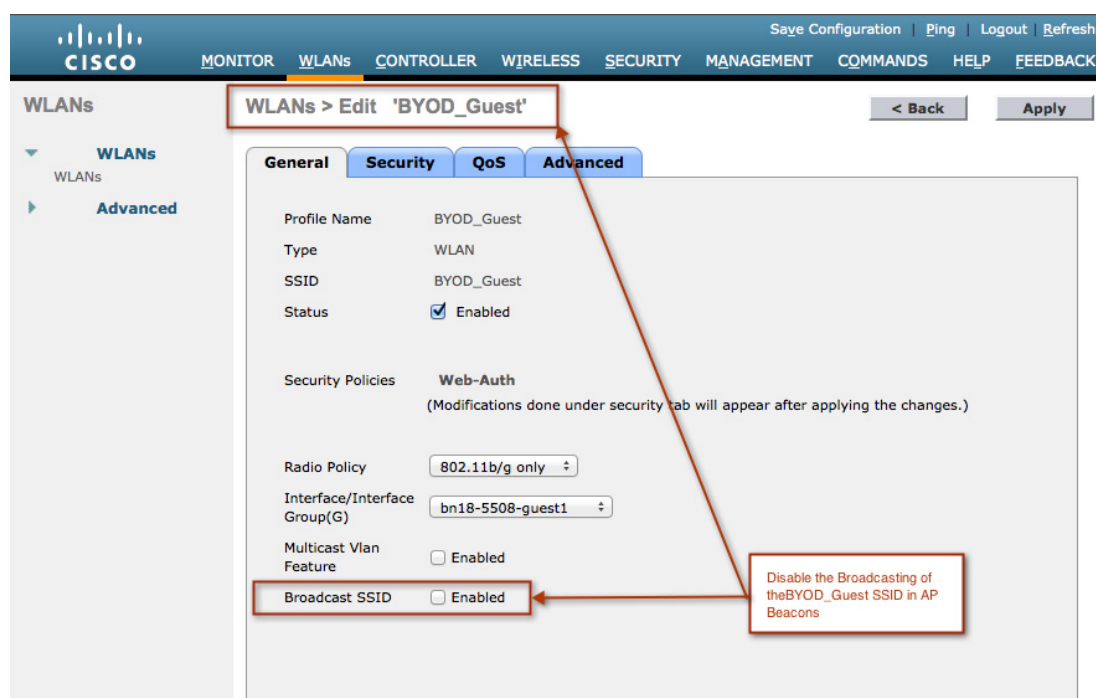 Save Configuration | Ping | Logout | Refresh
CISCO
MONITOR WLANs CONTROLLER WIRELESS SECURITY MANAGEMENT COMMANDS HELP FEEDBACK
WLANs
WLANs > Edit 'BYOD_Guest'
< Back
Apply
WLANs
WLANs
Advanced
General Security QoS Advanced
Profile Name BYOD_Guest
Type WLAN
SSID BYOD_Guest
Status Enabled
Security Policies Web-Auth
(Modifications done under security tab will appear after applying the changes.)
Radio Policy 802.11b/g only
Interface/Interface
Group(G) bn18-5508-guest1
Multicast Vlan
Feature Enabled
Broadcast SSID Enabled
Disable the Broadcasting of
theBYOD_Guest SSID in AP
Beacons